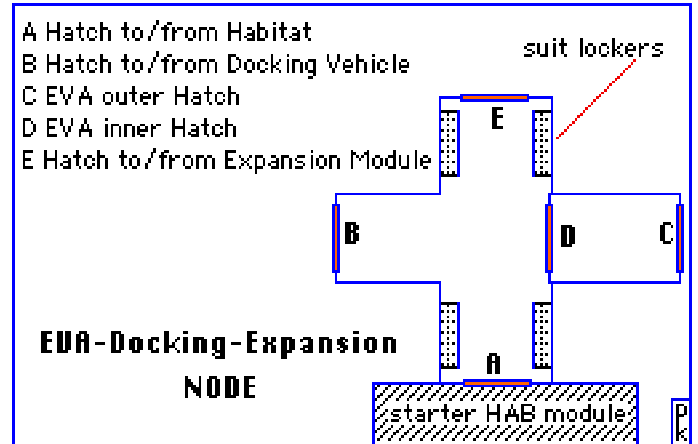 A Hatch to/from Habitat
B Hatch to/from Docking Vehicle
C EVA outer Hatch
D EVA inner Hatch
E Hatch to/from Expansion Module
suit lockers
E
B
D
C
EVA-Docking-Expansion
NODE
A
starter HAB module
P
k